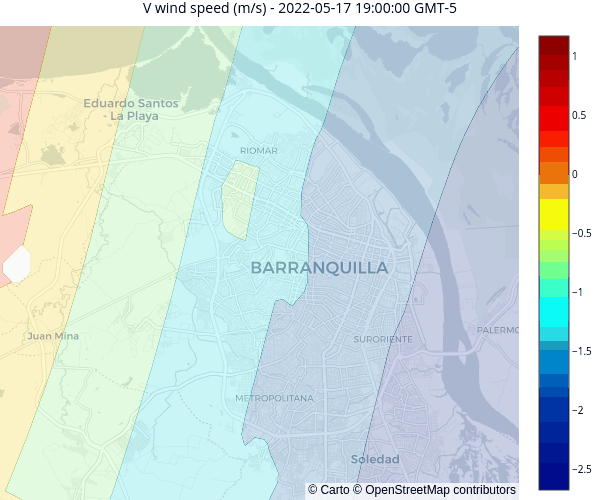 V wind speed (m/s) - 2022-05-17 19:00:00 GMT-5
Eduardo Santos
- La Playa
RIOMAR
BARRANQUILLA
Juan Mina
SURORIENTE
PALERMO
METROPOLITANA
Soledad
© Carto © OpenStreetMap contributors
1
0.5
0
−0.5
−1
−1.5
−2
−2.5